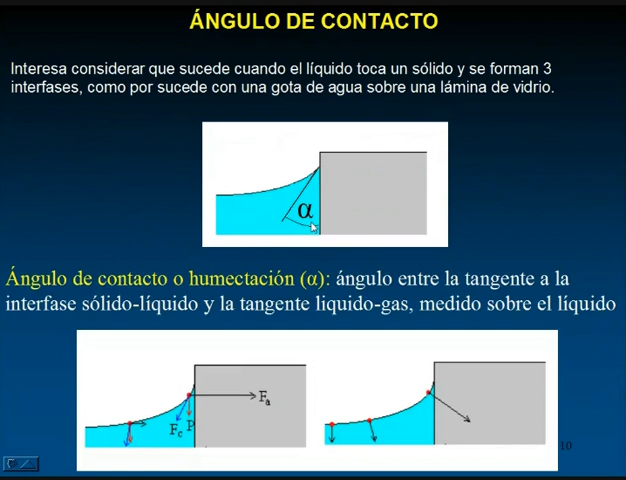 ÁNGULO DE CONTACTO
Interesa considerar que sucede cuando el líquido toca un sólido y se forman 3
interfases, como por sucede con una gota de agua sobre una lámina de vidrio.
α
Ángulo de contacto o humectación (α): ángulo entre la tangente a la
interfase sólido-líquido y la tangente liquido-gas, medido sobre el líquido
Fa
Fc P
10